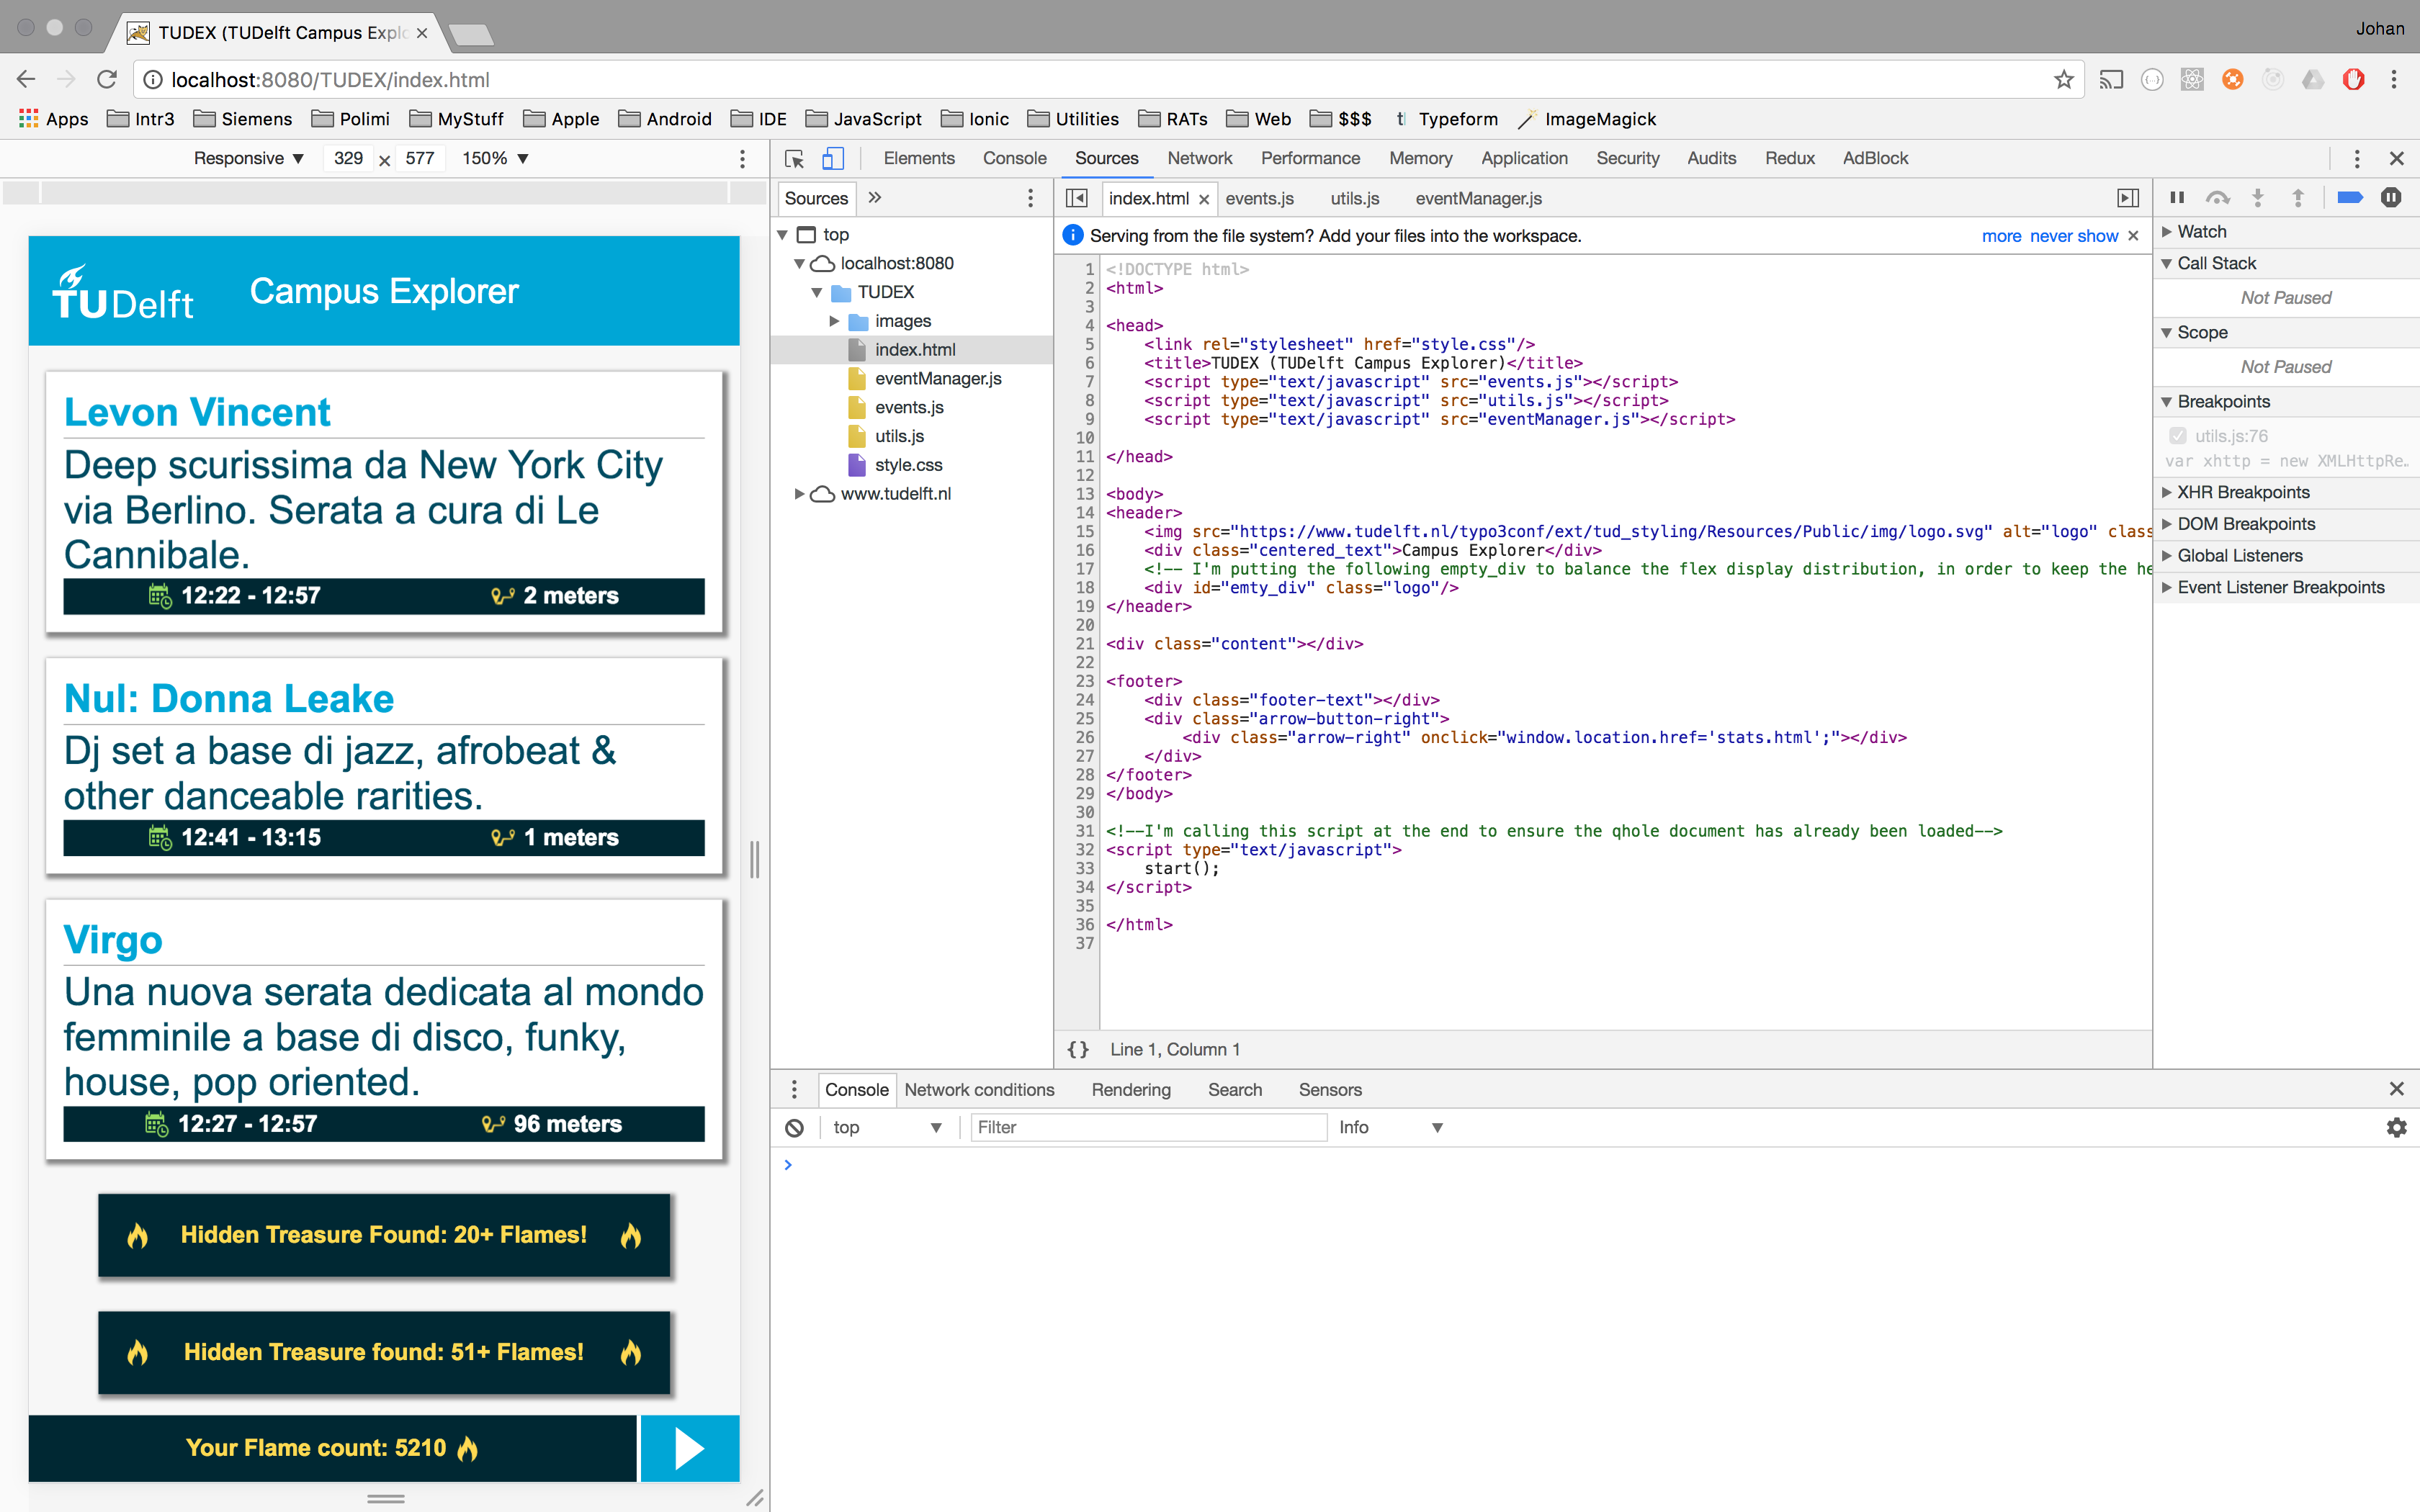 TUDEX (TUDelft Campus Explo
Johan
localhost:8080/TUDEX/index.html
Apps Intr3 Siemens Polimi MyStuff Apple Android IDE JavaScript Ionic Utilities RATs Web $$$ Typeform ImageMagick
Responsive ▼ 329 × 577 150% ▼
TUDelft Campus Explorer
Levon Vincent
Deep scurissima da New York City
via Berlino. Serata a cura di Le
Cannibale.
12:22 - 12:57 2 meters
Nul: Donna Leake
Dj set a base di jazz, afrobeat &
other danceable rarities.
12:41 - 13:15 1 meters
Virgo
Una nuova serata dedicata al mondo
femminile a base di disco, funky,
house, pop oriented.
12:27 - 12:57 96 meters
Hidden Treasure Found: 20+ Flames!
Hidden Treasure found: 51+ Flames!
Your Flame count: 5210
Elements Console Sources Network Performance Memory Application Security Audits Redux AdBlock
Sources »
top
localhost:8080
TUDEX
images
index.html
eventManager.js
events.js
utils.js
style.css
www.tudelft.nl
index.html × events.js utils.js eventManager.js
Serving from the file system? Add your files into the workspace. more never show ×
1 <!DOCTYPE html>
2 <html>
3
4 <head>
5 <link rel="stylesheet" href="style.css"/>
6 <title>TUDEX (TUDelft Campus Explorer)</title>
7 <script type="text/javascript" src="events.js"></script>
8 <script type="text/javascript" src="utils.js"></script>
9 <script type="text/javascript" src="eventManager.js"></script>
10
11 </head>
12
13 <body>
14 <header>
15 <img src="https://www.tudelft.nl/typo3conf/ext/tud_styling/Resources/Public/img/logo.svg" alt="logo" class
16 <div class="centered_text">Campus Explorer</div>
17 <!-- I'm putting the following empty_div to balance the flex display distribution, in order to keep the he
18 <div id="emty_div" class="logo"/>
19 </header>
20
21 <div class="content"></div>
22
23 <footer>
24 <div class="footer-text"></div>
25 <div class="arrow-button-right">
26 <div class="arrow-right" onclick="window.location.href='stats.html';"></div>
27 </div>
28 </footer>
29 </body>
30
31 <!--I'm calling this script at the end to ensure the qhole document has already been loaded-->
32 <script type="text/javascript">
33 start();
34 </script>
35
36 </html>
37
{} Line 1, Column 1
Watch
Call Stack
Not Paused
Scope
Not Paused
Breakpoints
utils.js:76
var xhttp = new XMLHttpRe…
XHR Breakpoints
DOM Breakpoints
Global Listeners
Event Listener Breakpoints
Console Network conditions Rendering Search Sensors
top ▼ Filter Info ▼
>